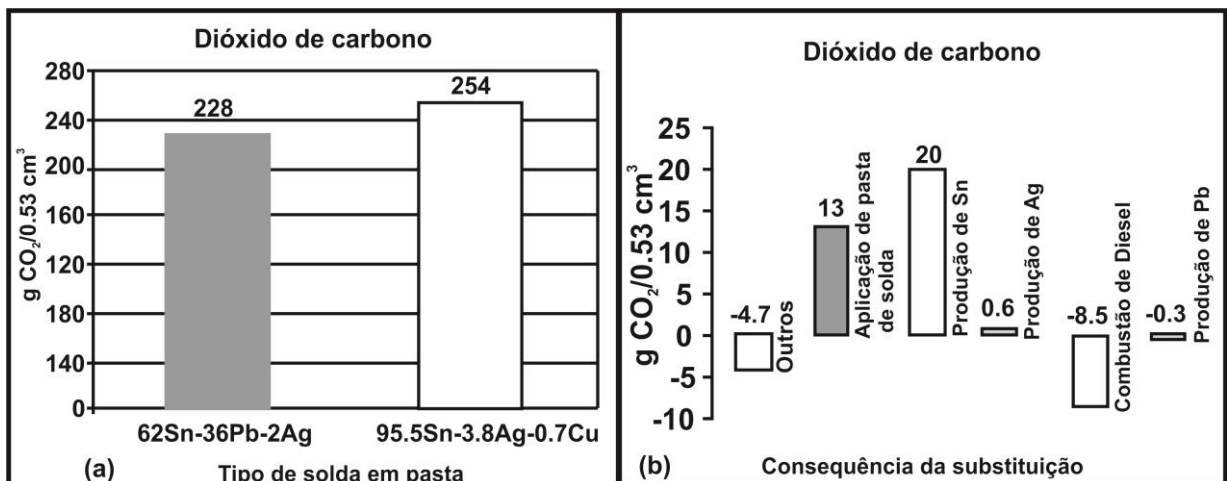 Dióxido de carbono
280
240
200
160
120
180
140
0
g CO₂/0.53 cm³
228
254
62Sn-36Pb-2Ag
95.5Sn-3.8Ag-0.7Cu
(a)
Tipo de solda em pasta
Dióxido de carbono
25
20
15
10
5
0
-5
-10
g CO₂/0.53 cm³
-4.7
Outros
13
Aplicação de pasta
de solda
20
Produção de Sn
0.6
Produção de Ag
-8.5
Combustão de Diesel
-0.3
Produção de Pb
(b)
Consequência da substituição